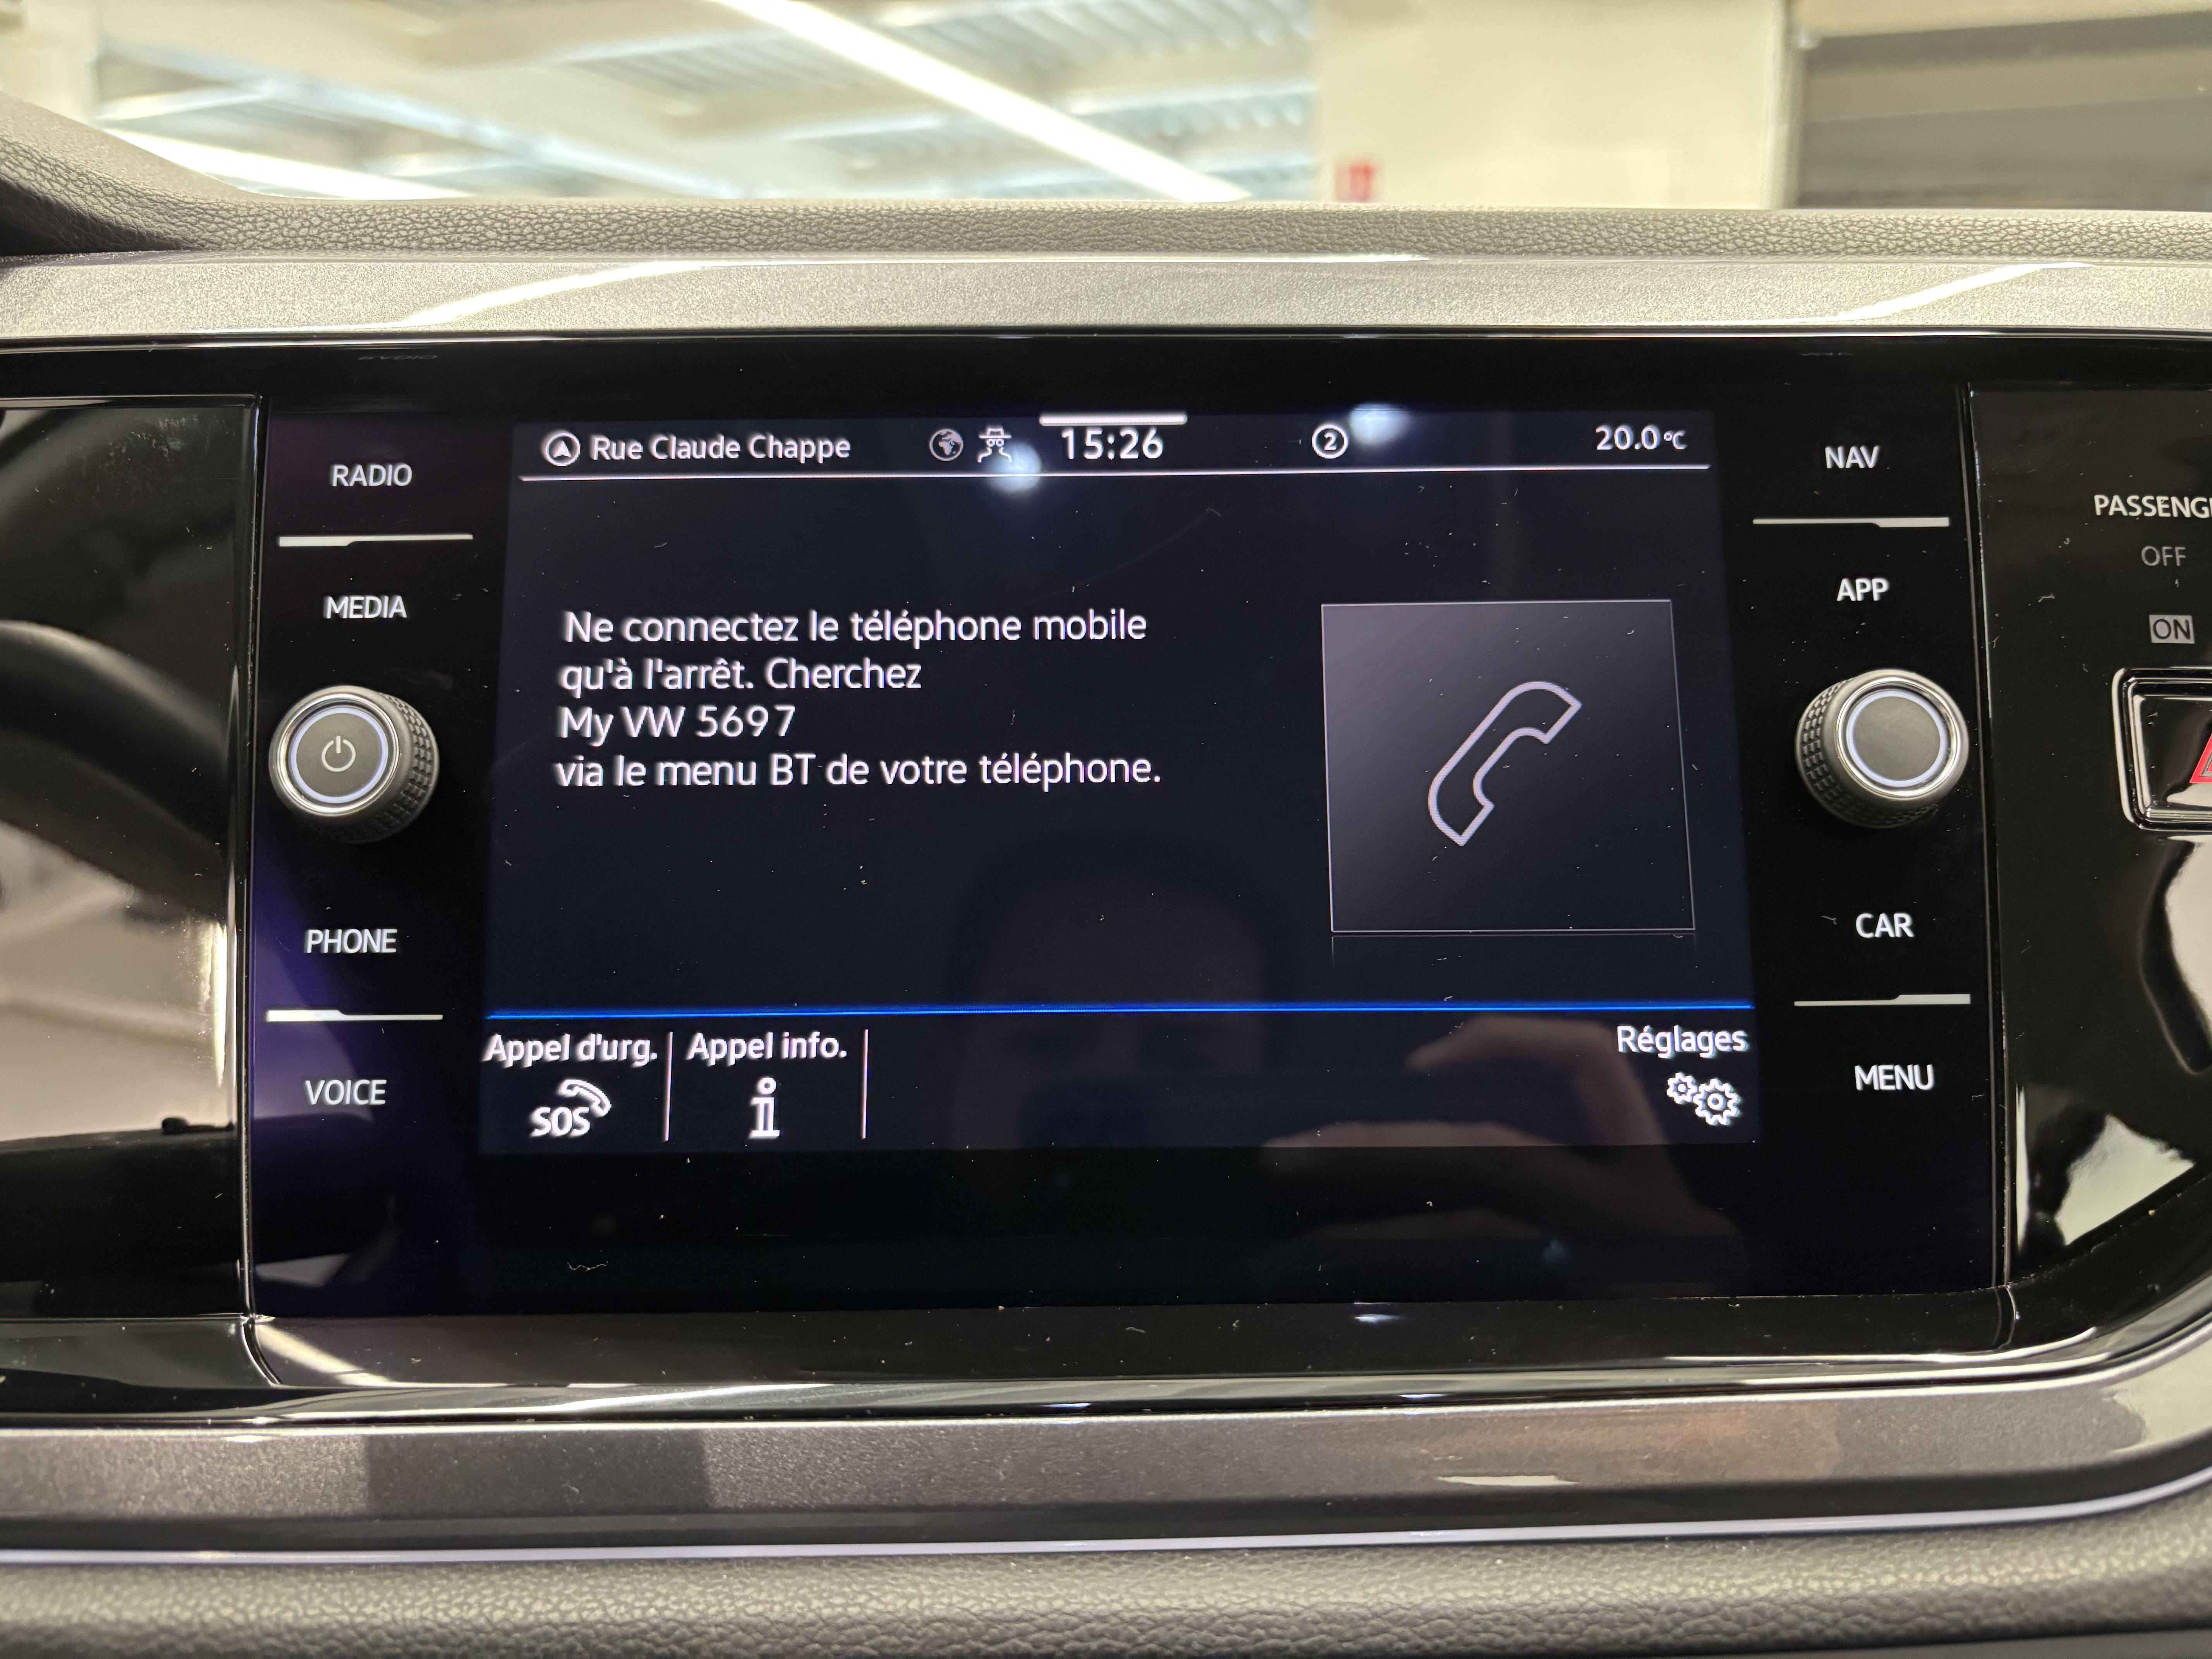 Rue Claude Chappe 15:26 2 20.0°C
RADIO
MEDIA
PHONE
VOICE
Ne connectez le téléphone mobile
qu'à l'arrêt. Cherchez
My VW 5697
via le menu BT de votre téléphone.
Appel d'urg.
SOS
Appel info.
i
Réglages
NAV
APP
CAR
MENU
OFF
ON